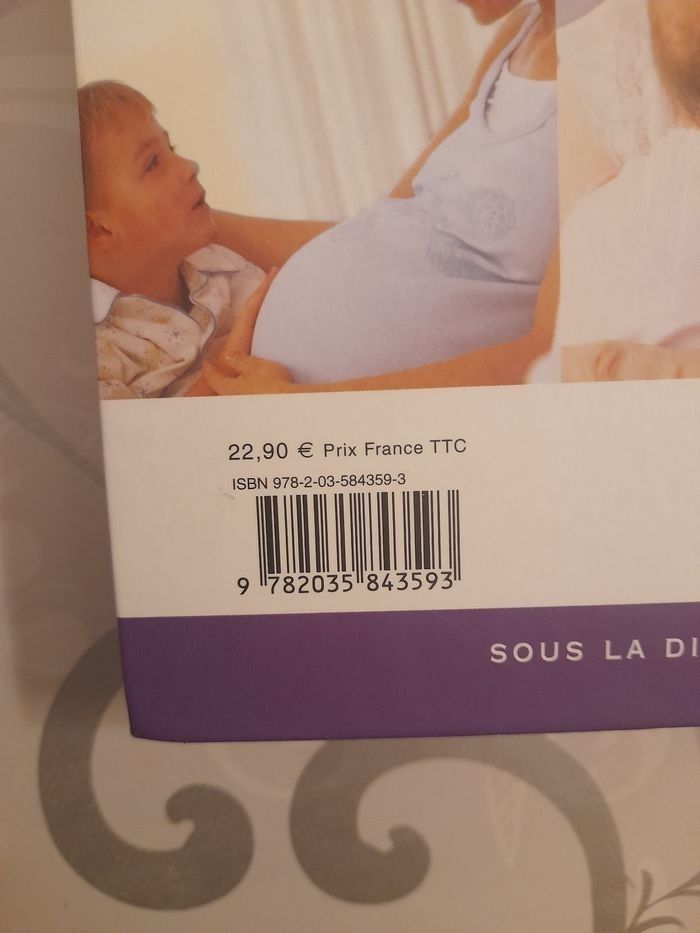 22,90 € Prix France TTC
ISBN 978-2-03-584359-3
9 782035 843593
SOUS LA DI